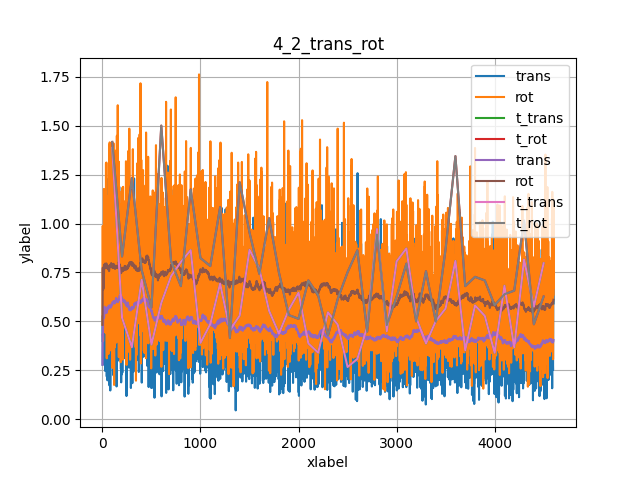 4_2_trans_rot
ylabel
1.75
1.50
1.25
1.00
0.75
0.50
0.25
0.00
trans
rot
t_trans
t_rot
trans
rot
t_trans
t_rot
0 1000 2000 3000 4000
xlabel